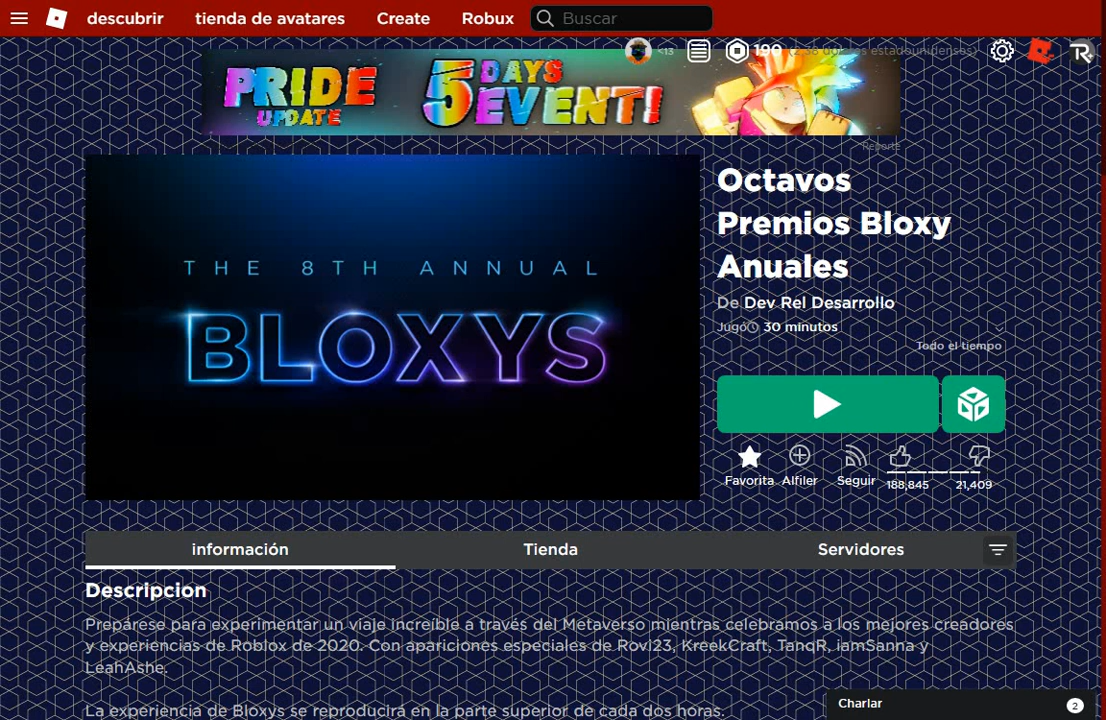 descubrir
tienda de avatares
Create
Robux
Buscar
<13
190
PRIDE
UPDATE
5 DAYS
EVENT!
Reporte
THE 8TH ANNUAL
BLOXYS
Octavos
Premios Bloxy
Anuales
De Dev Rel Desarrollo
Jugó 30 minutos
Todo el tiempo
Favorita
Alfiler
Seguir
188,845
21,409
información
Tienda
Servidores
Descripcion
Prepárese para experimentar un viaje increíble a través del Metaverso mientras celebramos a los mejores creadores
y experiencias de Roblox de 2020. Con apariciones especiales de Rovi23, KreekCraft, TanqR, iamSanna y
LeahAshe.
La experiencia de Bloxys se reproducirá en la parte superior de cada dos horas.
Charlar
2